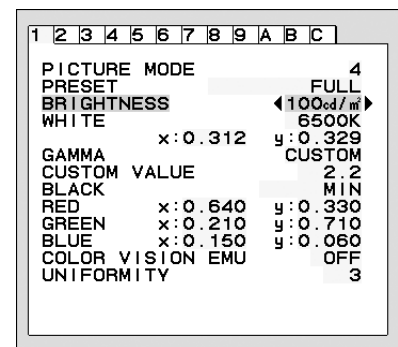 1 2 3 4 5 6 7 8 9 A B C
PICTURE MODE 4
PRESET FULL
BRIGHTNESS ◀100cd/㎡▶
WHITE 6500K
x:0.312 y:0.329
GAMMA CUSTOM
CUSTOM VALUE 2.2
BLACK MIN
RED x:0.640 y:0.330
GREEN x:0.210 y:0.710
BLUE x:0.150 y:0.060
COLOR VISION EMU OFF
UNIFORMITY 3